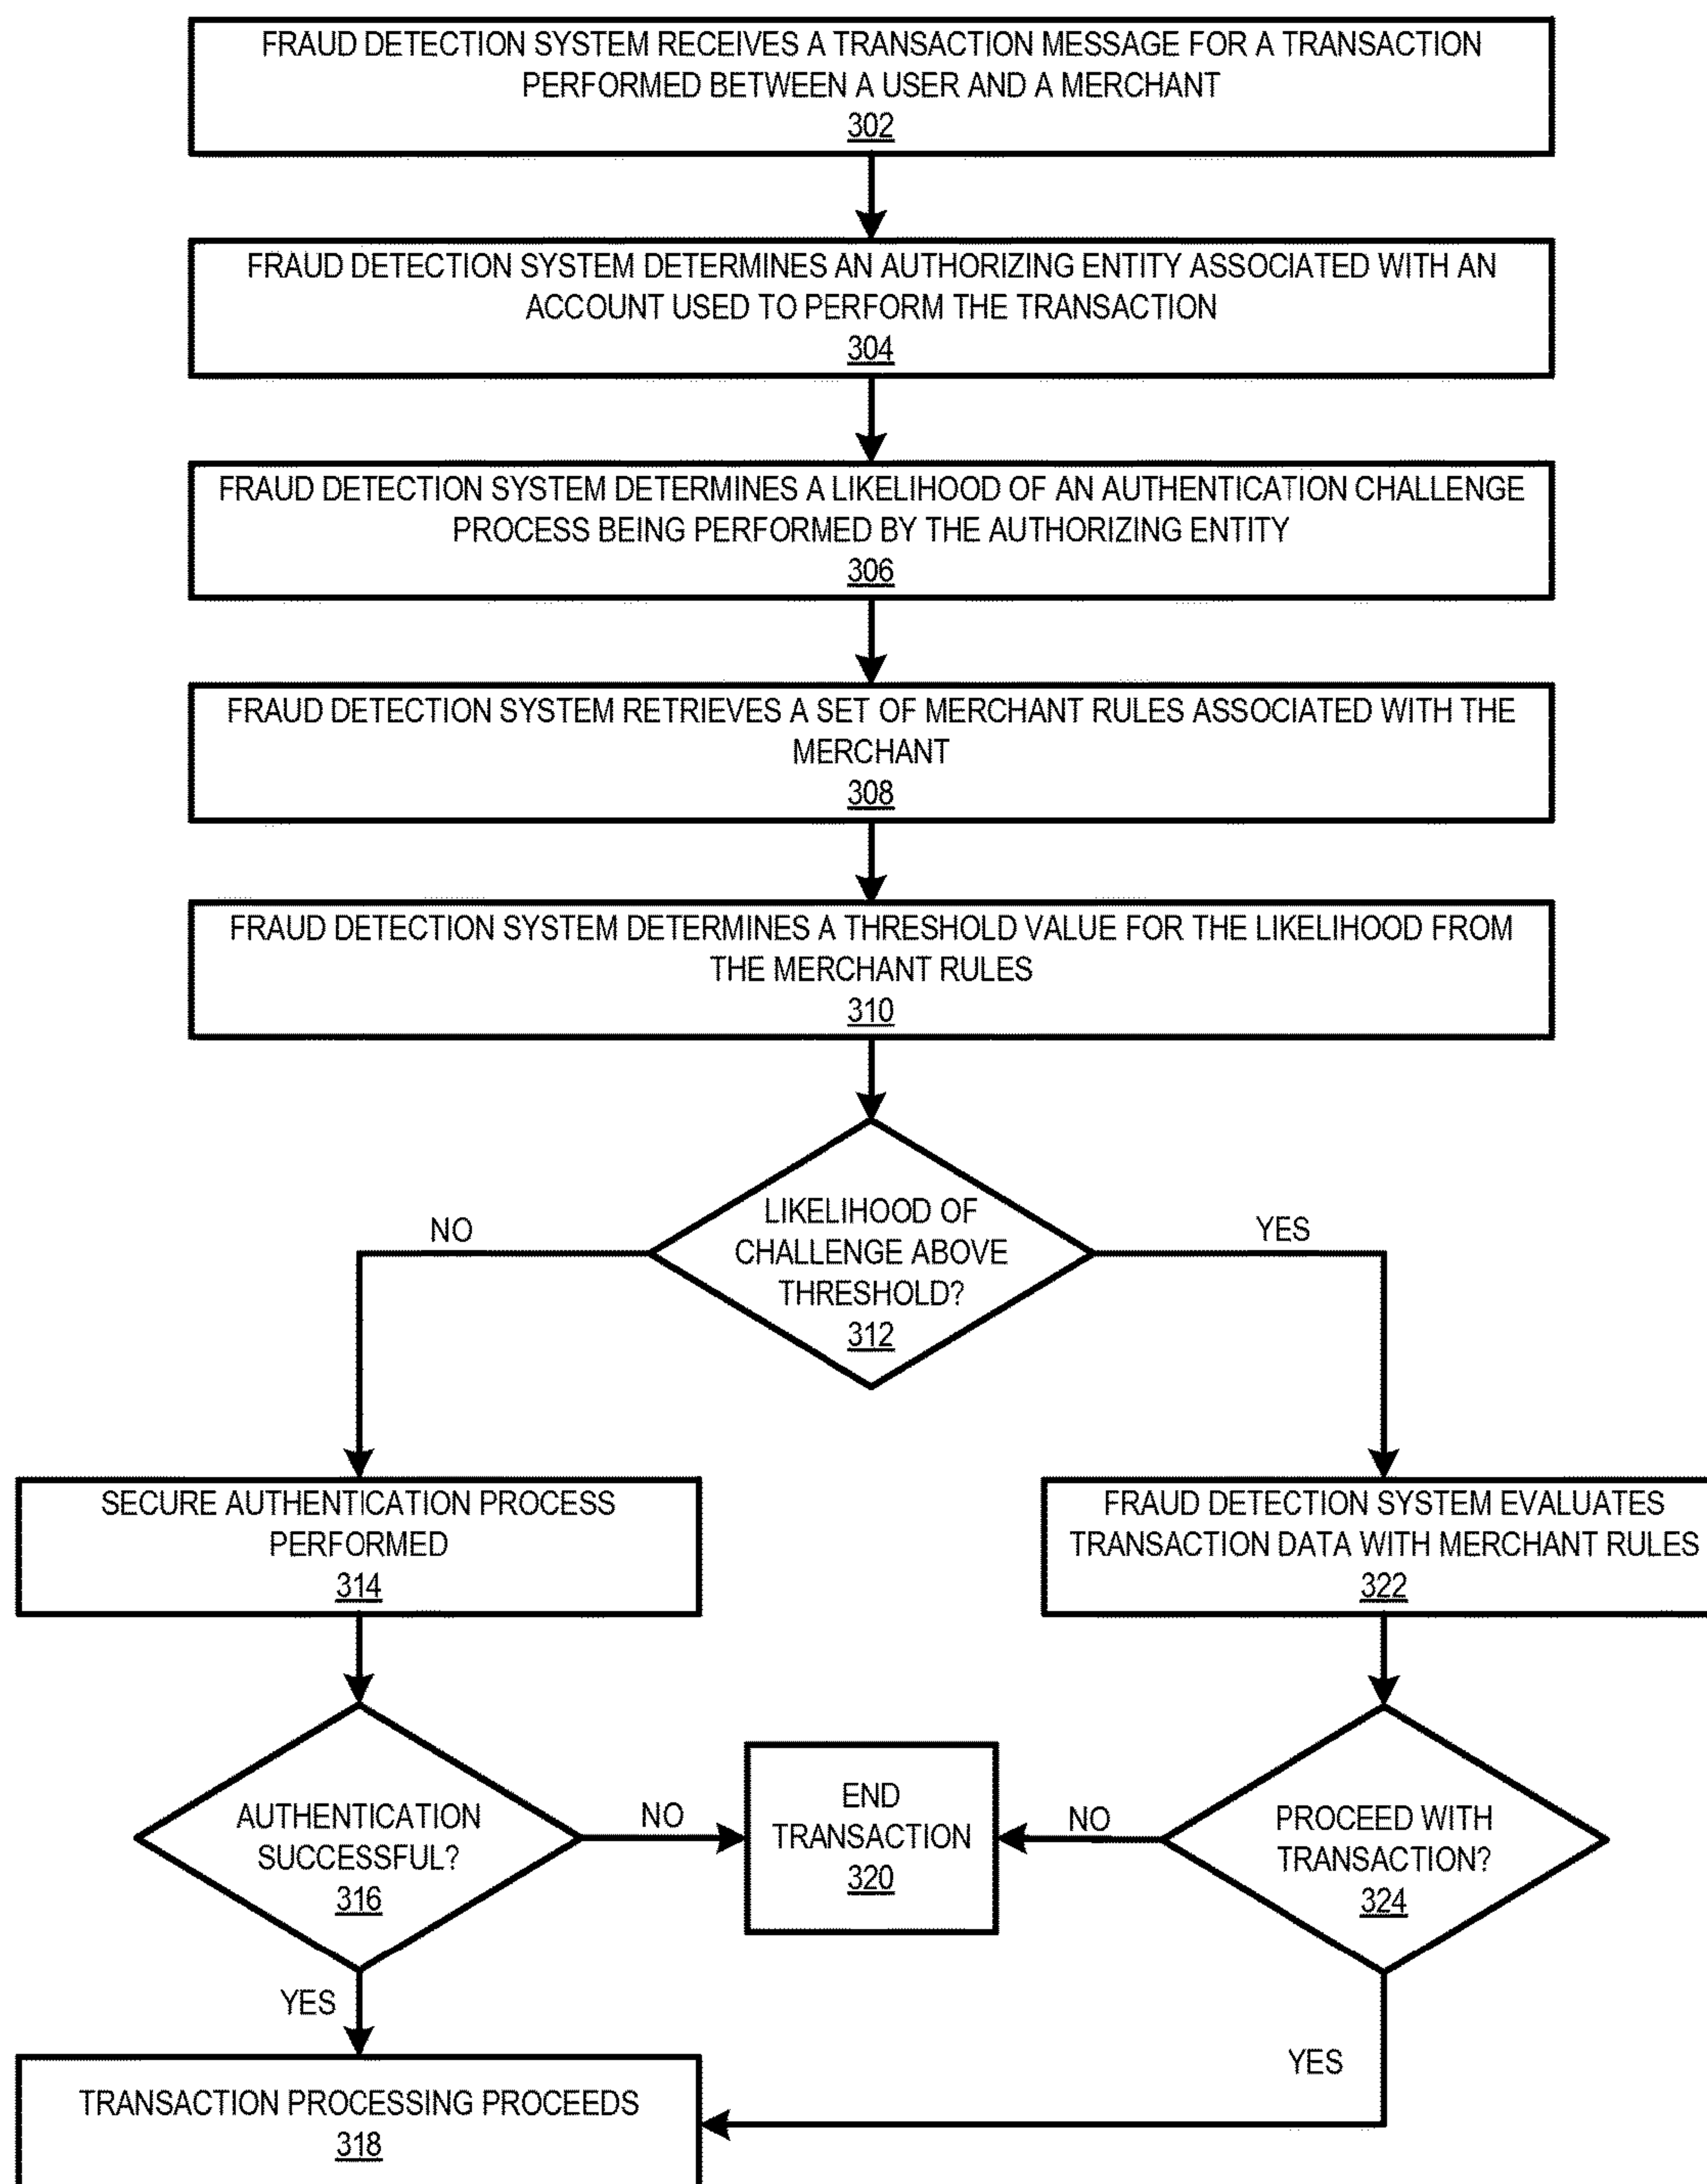 FRAUD DETECTION SYSTEM RECEIVES A TRANSACTION MESSAGE FOR A TRANSACTION
PERFORMED BETWEEN A USER AND A MERCHANT
302
FRAUD DETECTION SYSTEM DETERMINES AN AUTHORIZING ENTITY ASSOCIATED WITH AN
ACCOUNT USED TO PERFORM THE TRANSACTION
304
FRAUD DETECTION SYSTEM DETERMINES A LIKELIHOOD OF AN AUTHENTICATION CHALLENGE
PROCESS BEING PERFORMED BY THE AUTHORIZING ENTITY
306
FRAUD DETECTION SYSTEM RETRIEVES A SET OF MERCHANT RULES ASSOCIATED WITH THE
MERCHANT
308
FRAUD DETECTION SYSTEM DETERMINES A THRESHOLD VALUE FOR THE LIKELIHOOD FROM
THE MERCHANT RULES
310
LIKELIHOOD OF
CHALLENGE ABOVE
THRESHOLD?
312
NO
YES
SECURE AUTHENTICATION PROCESS
PERFORMED
314
FRAUD DETECTION SYSTEM EVALUATES
TRANSACTION DATA WITH MERCHANT RULES
322
AUTHENTICATION
SUCCESSFUL?
316
NO
END
TRANSACTION
320
NO
PROCEED WITH
TRANSACTION?
324
YES
YES
TRANSACTION PROCESSING PROCEEDS
318